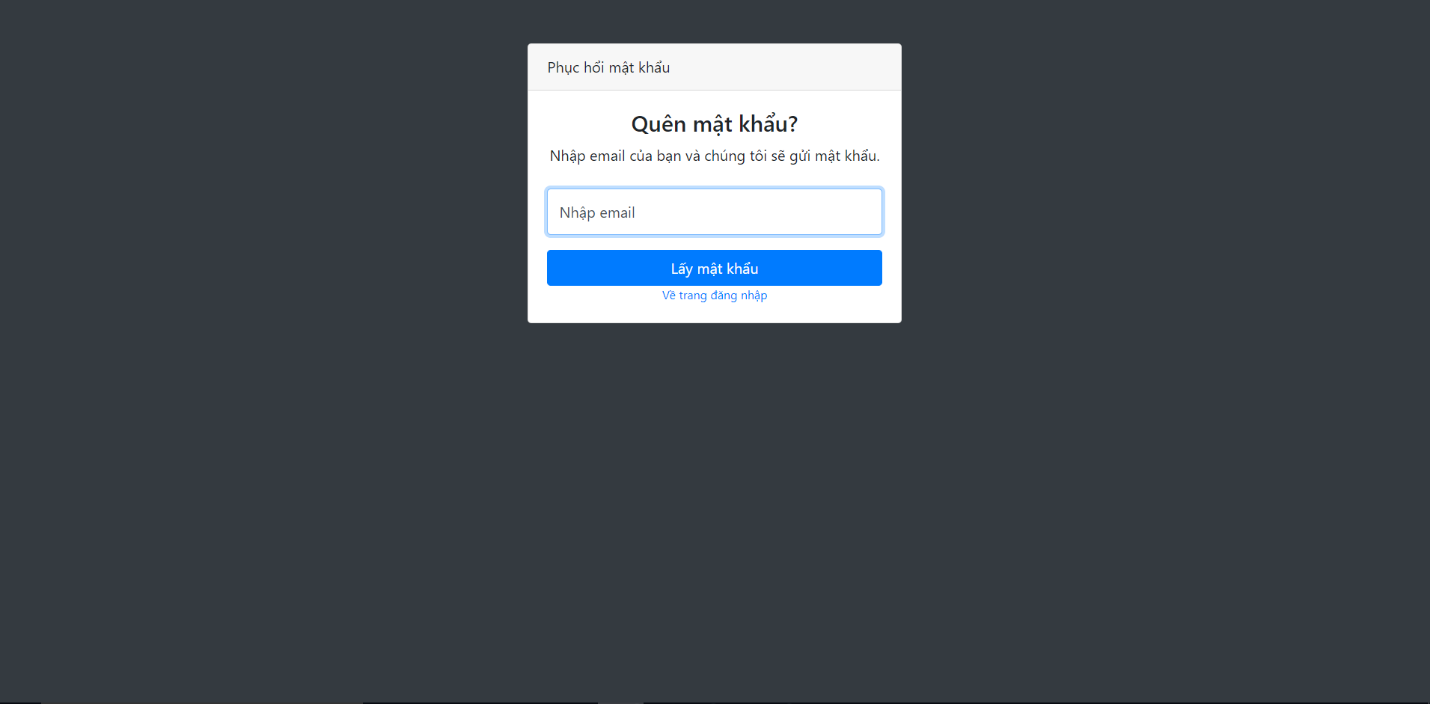 Phục hồi mật khẩu
Quên mật khẩu?
Nhập email của bạn và chúng tôi sẽ gửi mật khẩu.
Nhập email
Lấy mật khẩu
Về trang đăng nhập